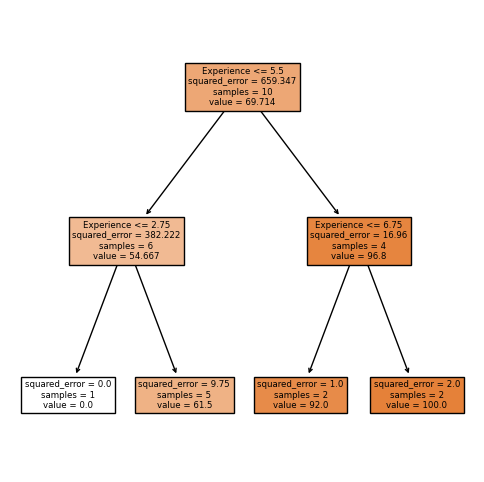 Experience <= 5.5
squared_error = 659.347
samples = 10
value = 69.714
Experience <= 2.75
squared_error = 382.222
samples = 6
value = 54.667
Experience <= 6.75
squared_error = 16.96
samples = 4
value = 96.8
squared_error = 0.0
samples = 1
value = 0.0
squared_error = 9.75
samples = 5
value = 61.5
squared_error = 1.0
samples = 2
value = 92.0
squared_error = 2.0
samples = 2
value = 100.0